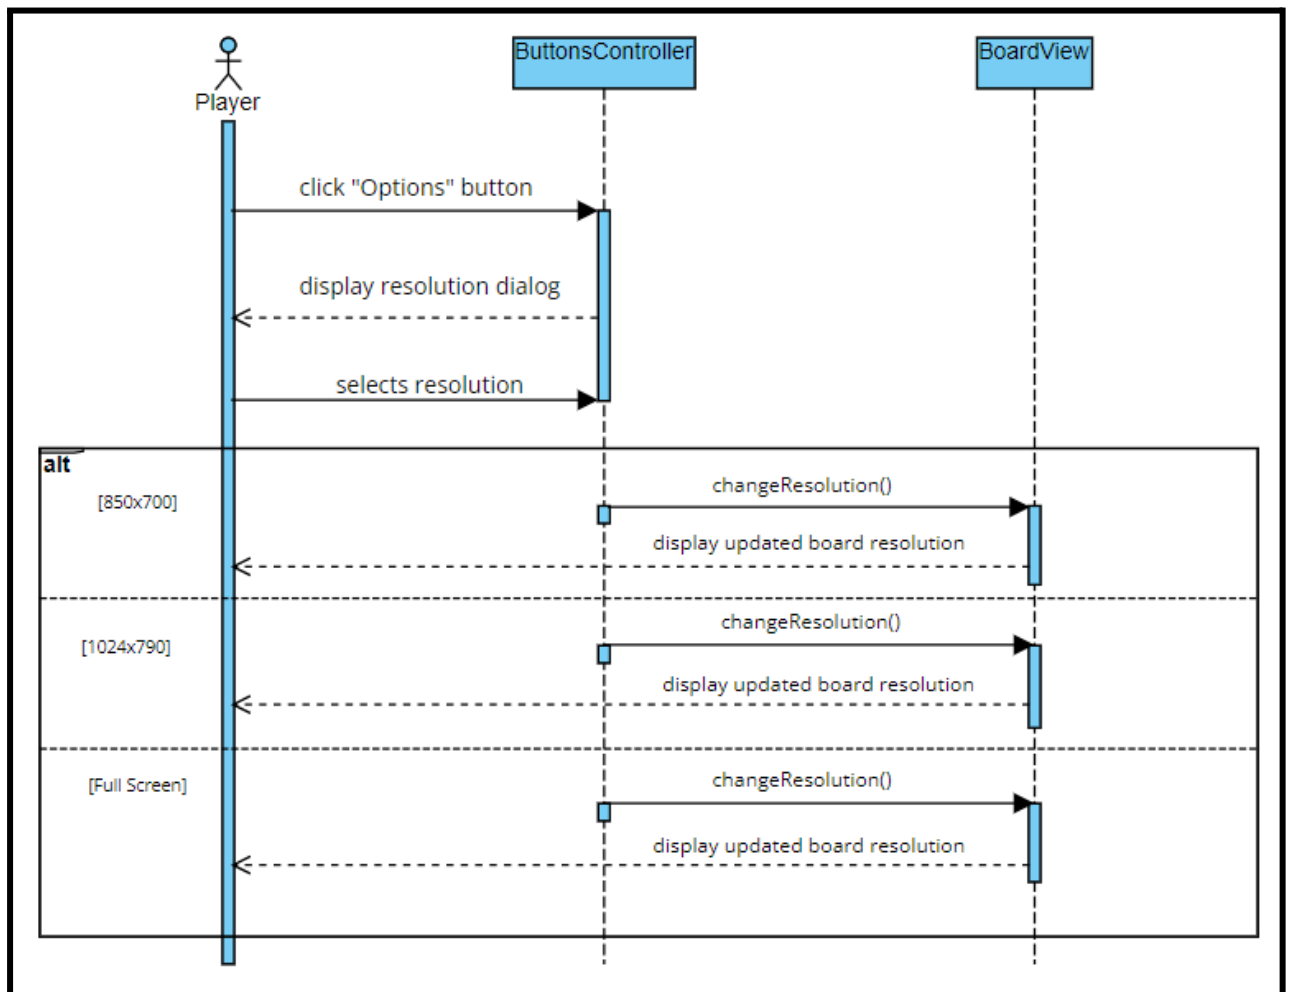 ButtonsController
BoardView
Player
click "Options" button
display resolution dialog
selects resolution
alt
[850x700]
changeResolution()
display updated board resolution
[1024x790]
changeResolution()
display updated board resolution
[Full Screen]
changeResolution()
display updated board resolution